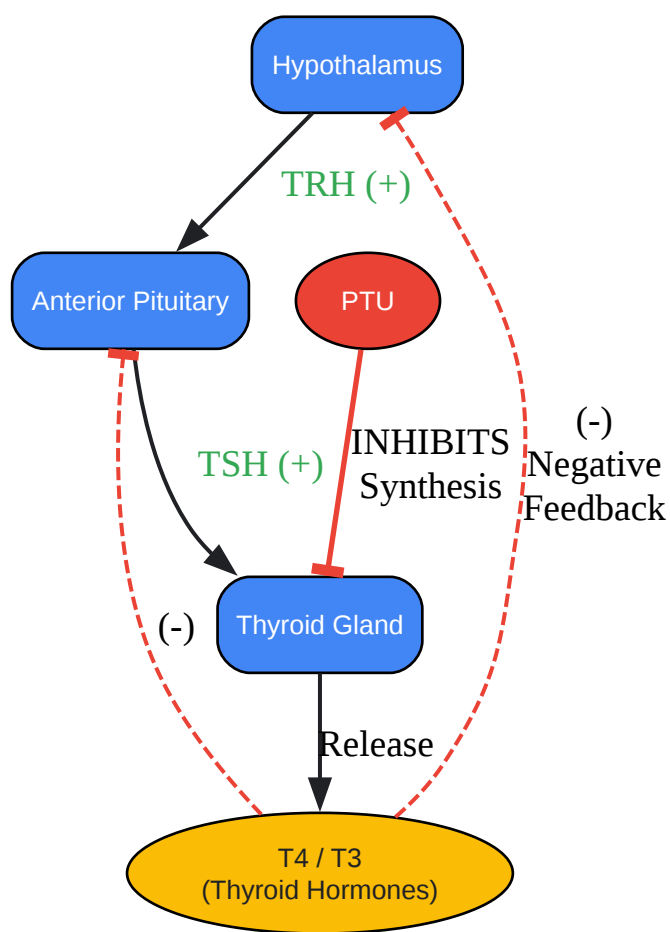 Hypothalamus
TRH (+)
Anterior Pituitary
PTU
TSH (+)
INHIBITS
Synthesis
(-)
Negative
Feedback
Thyroid Gland
(-)
Release
T4 / T3
(Thyroid Hormones)